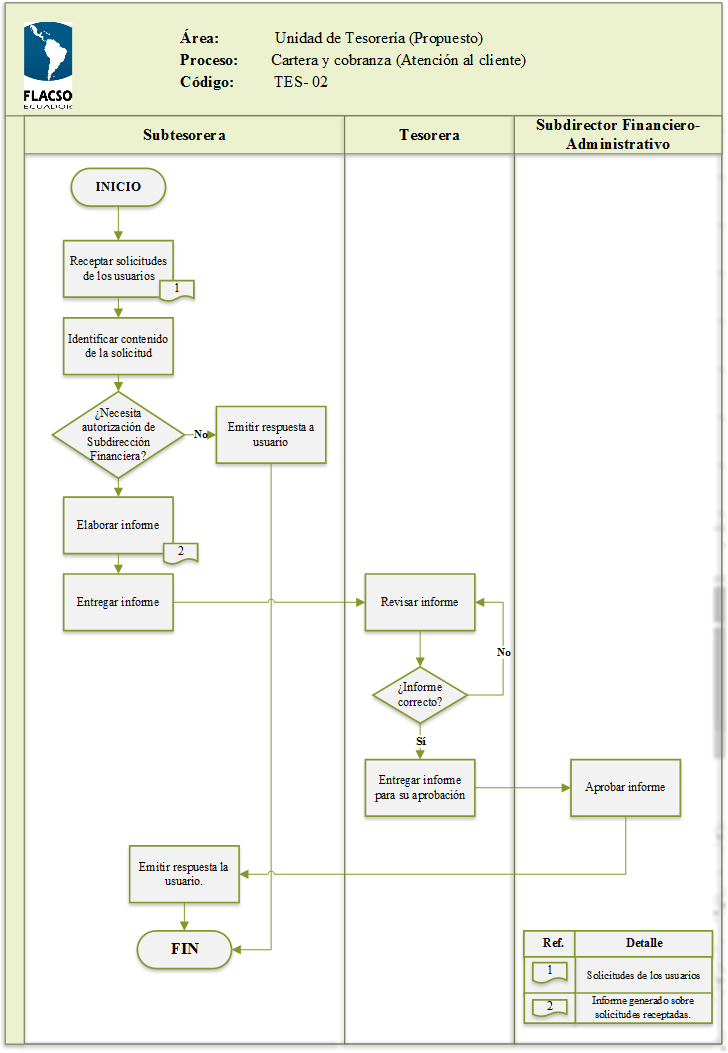 FLACSO
ECUADOR
Área: Unidad de Tesorería (Propuesto)
Proceso: Cartera y cobranza (Atención al cliente)
Código: TES- 02
Subtesorera
Tesorera
Subdirector Financiero-
Administrativo
INICIO
Receptar solicitudes
de los usuarios
1
Identificar contenido
de la solicitud
¿Necesita
autorización de
Subdirección
Financiera?
No
Emitir respuesta a
usuario
Elaborar informe
2
Entregar informe
Revisar informe
No
¿Informe
correcto?
Sí
Entregar informe
para su aprobación
Aprobar informe
Emitir respuesta la
usuario.
FIN
Ref. Detalle
1 Solicitudes de los usuarios
2 Informe generado sobre
solicitudes receptadas.